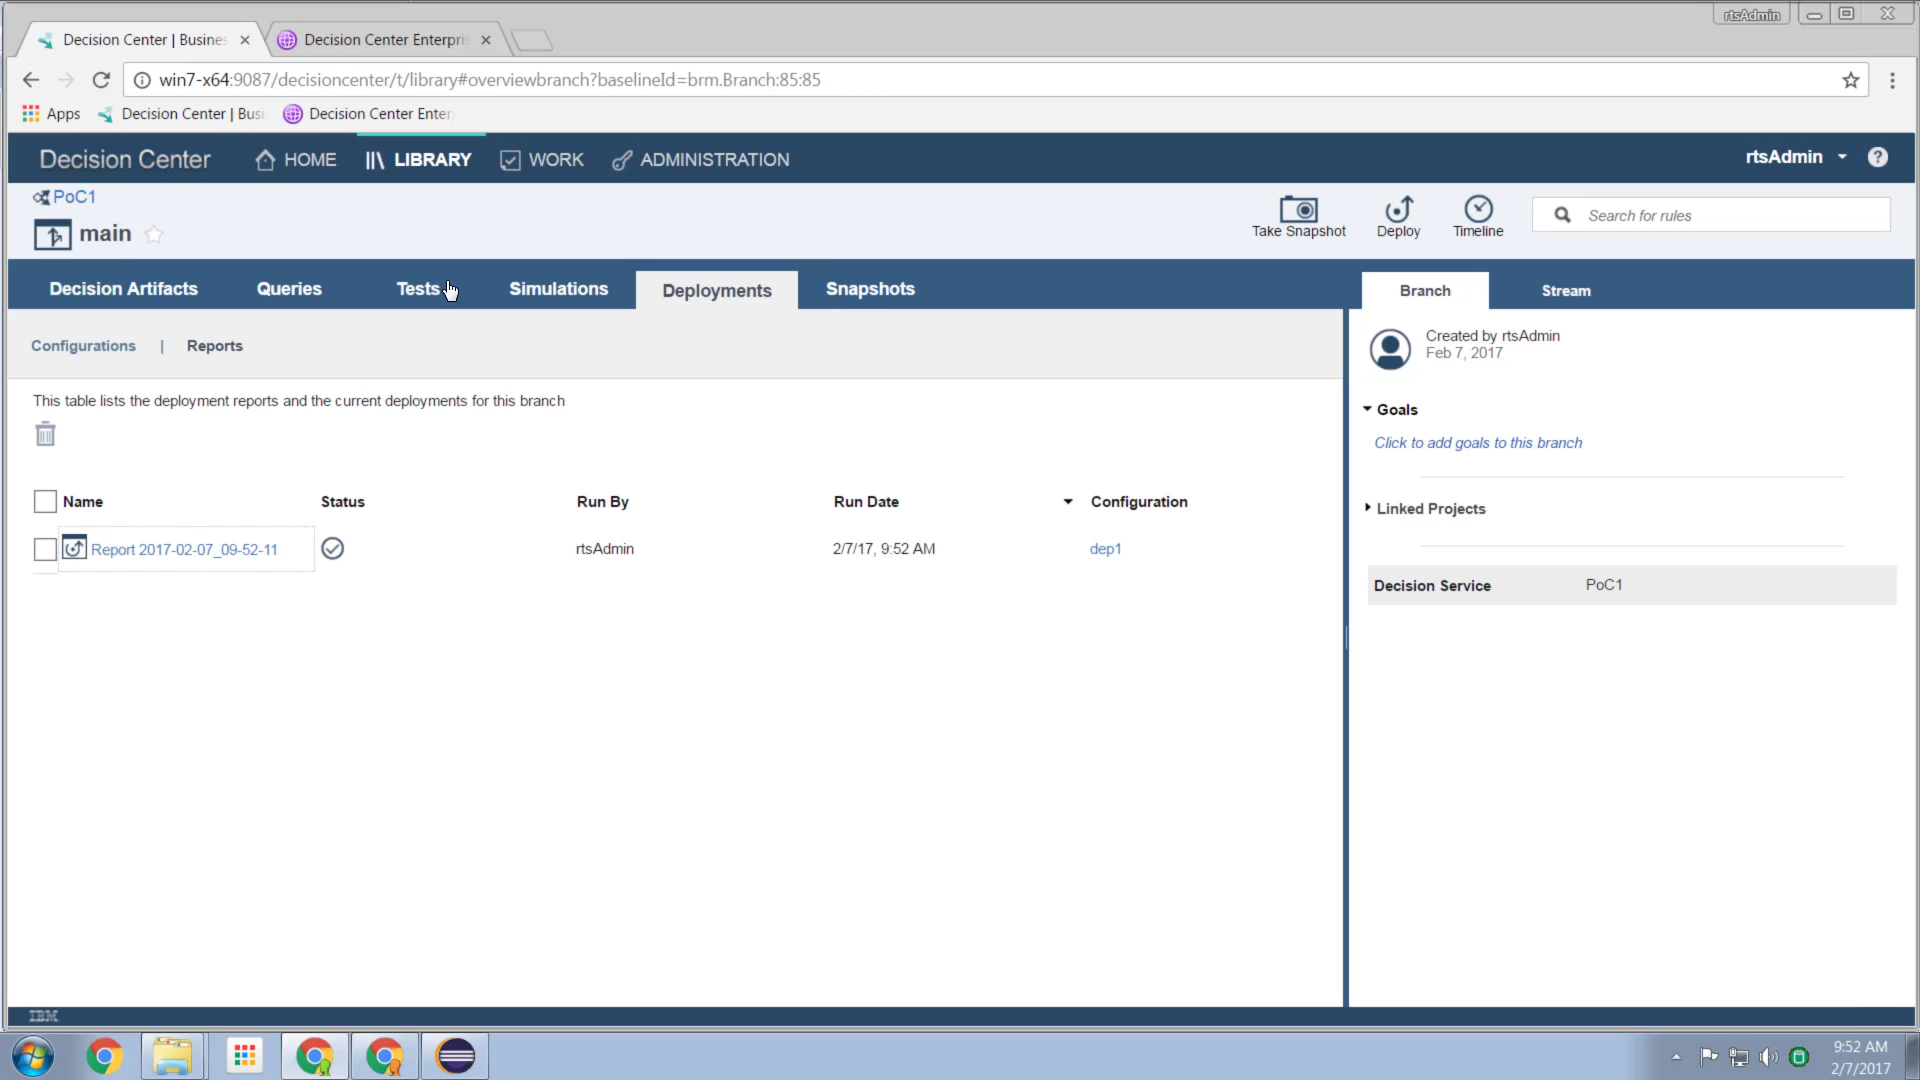 rtsAdmin
Decision Center | Busines
Decision Center Enterpri
win7-x64:9087/decisioncenter/t/library#overviewbranch?baselineId=brm.Branch:85:85
Apps Decision Center | Busi Decision Center Enter
Decision Center HOME LIBRARY WORK ADMINISTRATION rtsAdmin ?
PoC1
main
Take Snapshot Deploy Timeline Search for rules
Decision Artifacts Queries Tests Simulations Deployments Snapshots Branch Stream
Configurations | Reports
Created by rtsAdmin
Feb 7, 2017
This table lists the deployment reports and the current deployments for this branch
Goals
Click to add goals to this branch
Name Status Run By Run Date Configuration
Linked Projects
Report 2017-02-07_09-52-11 rtsAdmin 2/7/17, 9:52 AM dep1
Decision Service PoC1
IBM
9:52 AM
2/7/2017